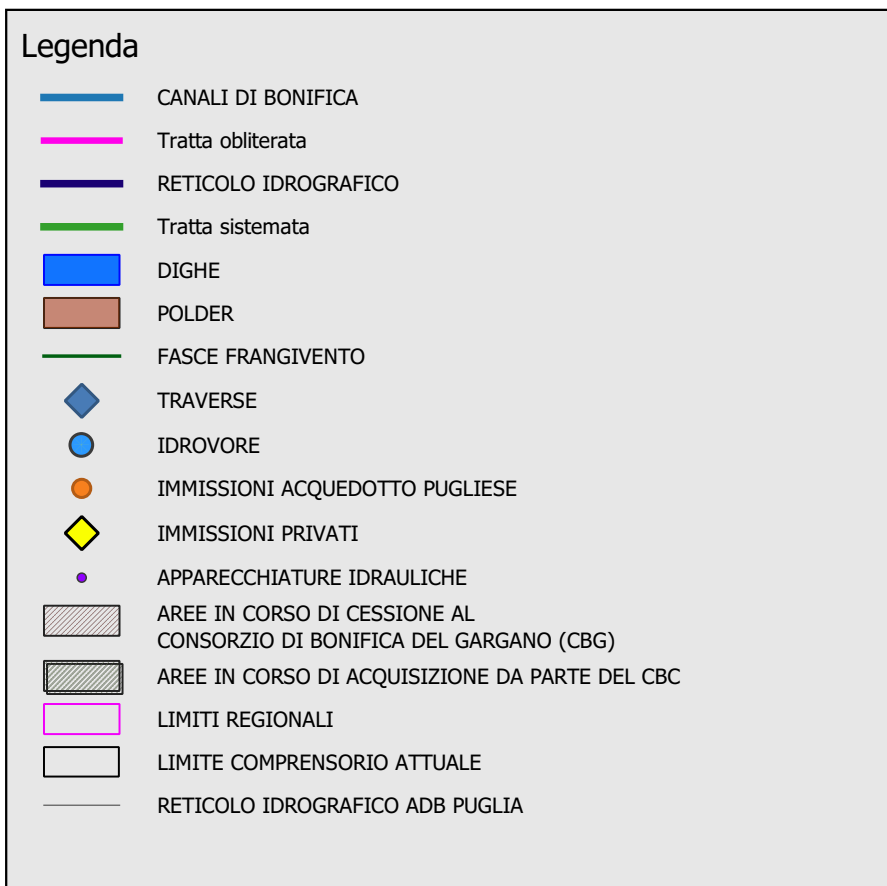 Legenda
CANALI DI BONIFICA
Tratta obliterata
RETICOLO IDROGRAFICO
Tratta sistemata
DIGHE
POLDER
FASCE FRANGIVENTO
TRAVERSE
IDROVORE
IMMISSIONI ACQUEDOTTO PUGLIESE
IMMISSIONI PRIVATI
APPARECCHIATURE IDRAULICHE
AREE IN CORSO DI CESSIONE AL
CONSORZIO DI BONIFICA DEL GARGANO (CBG)
AREE IN CORSO DI ACQUISIZIONE DA PARTE DEL CBC
LIMITI REGIONALI
LIMITE COMPRENSORIO ATTUALE
RETICOLO IDROGRAFICO ADB PUGLIA